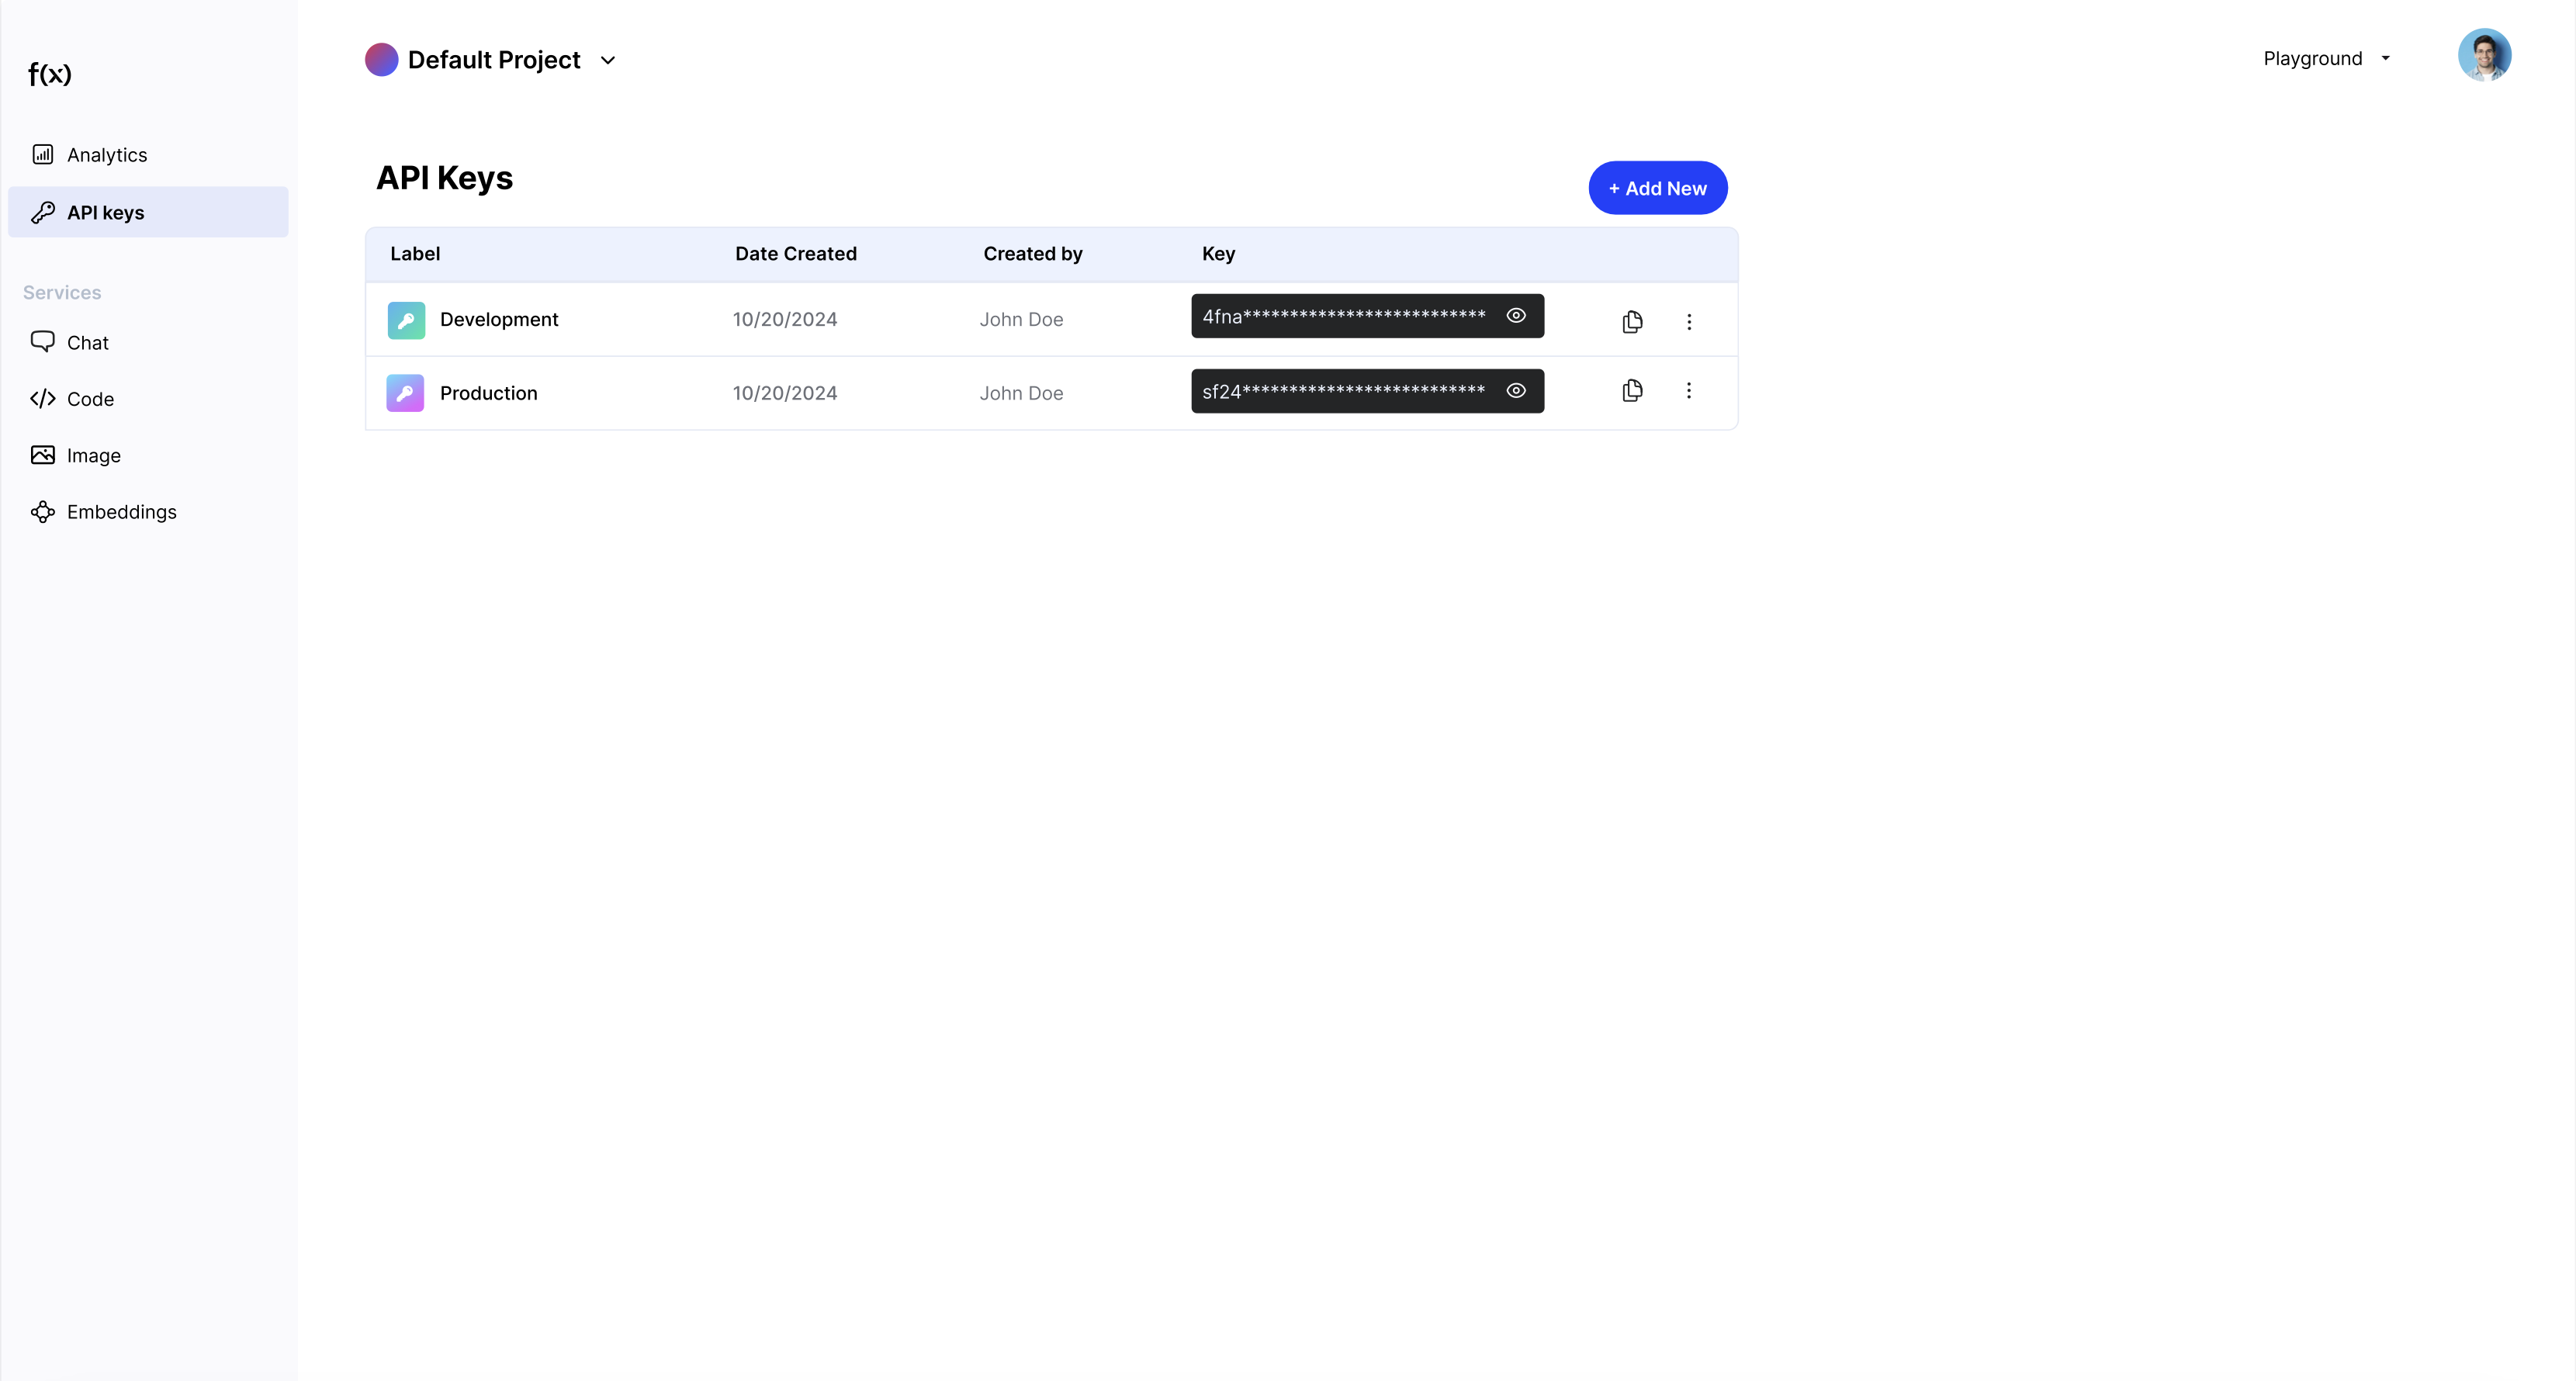 f(x)
Default Project
Playground
Analytics
API keys
Services
Chat
Code
Image
Embeddings
API Keys
+ Add New
Label Date Created Created by Key
Development 10/20/2024 John Doe 4fna**************************
Production 10/20/2024 John Doe sf24**************************